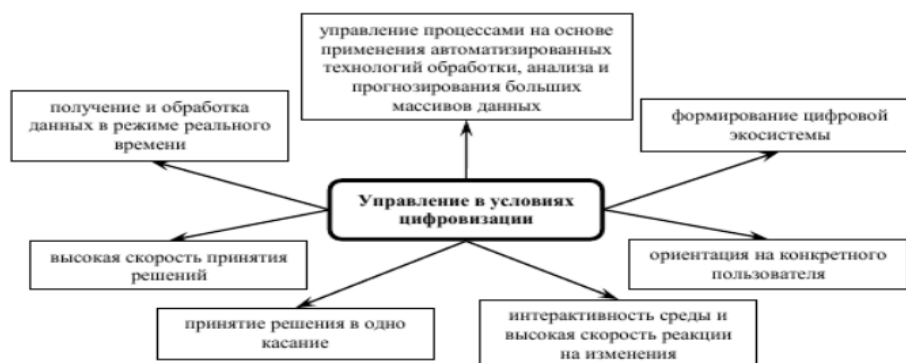 управление процессами на основе
применения автоматизированных
технологий обработки, анализа и
прогнозирования больших
массивов данных
получение и обработка
данных в режиме реального
времени
формирование цифровой
экосистемы
Управление в условиях
цифровизации
высокая скорость принятия
решений
ориентация на конкретного
пользователя
принятие решения в одно
касание
интерактивность среды и
высокая скорость реакции
на изменения